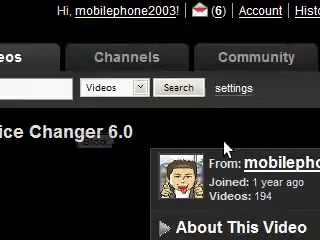 Hi, mobilephone2003! (6) Account Histo
eos Channels Community
Videos Search settings
ice Changer 6.0
From: mobilepho
Joined: 1 year ago
Videos: 194
About This Video